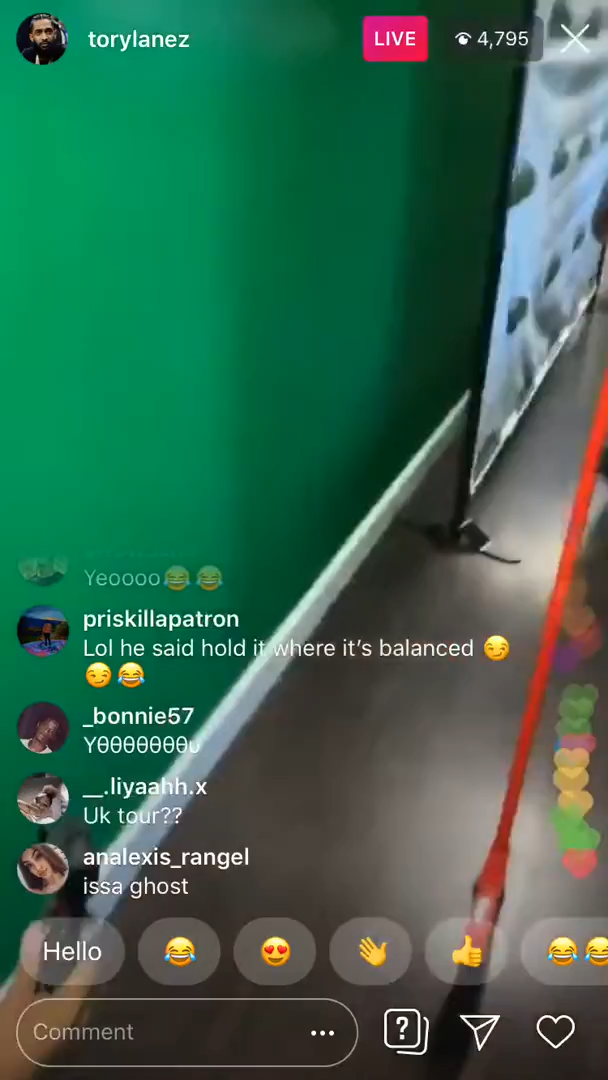 torylanez
LIVE
4,795
Yeoooo😂😂
priskillapatron
Lol he said hold it where it's balanced 😏
😏😂
_bonnie57
Yθθθθθθθυ
__.liyaahh.x
Uk tour??
analexis_rangel
issa ghost
Hello 😂 😍 👋 👍 😂😂
Comment